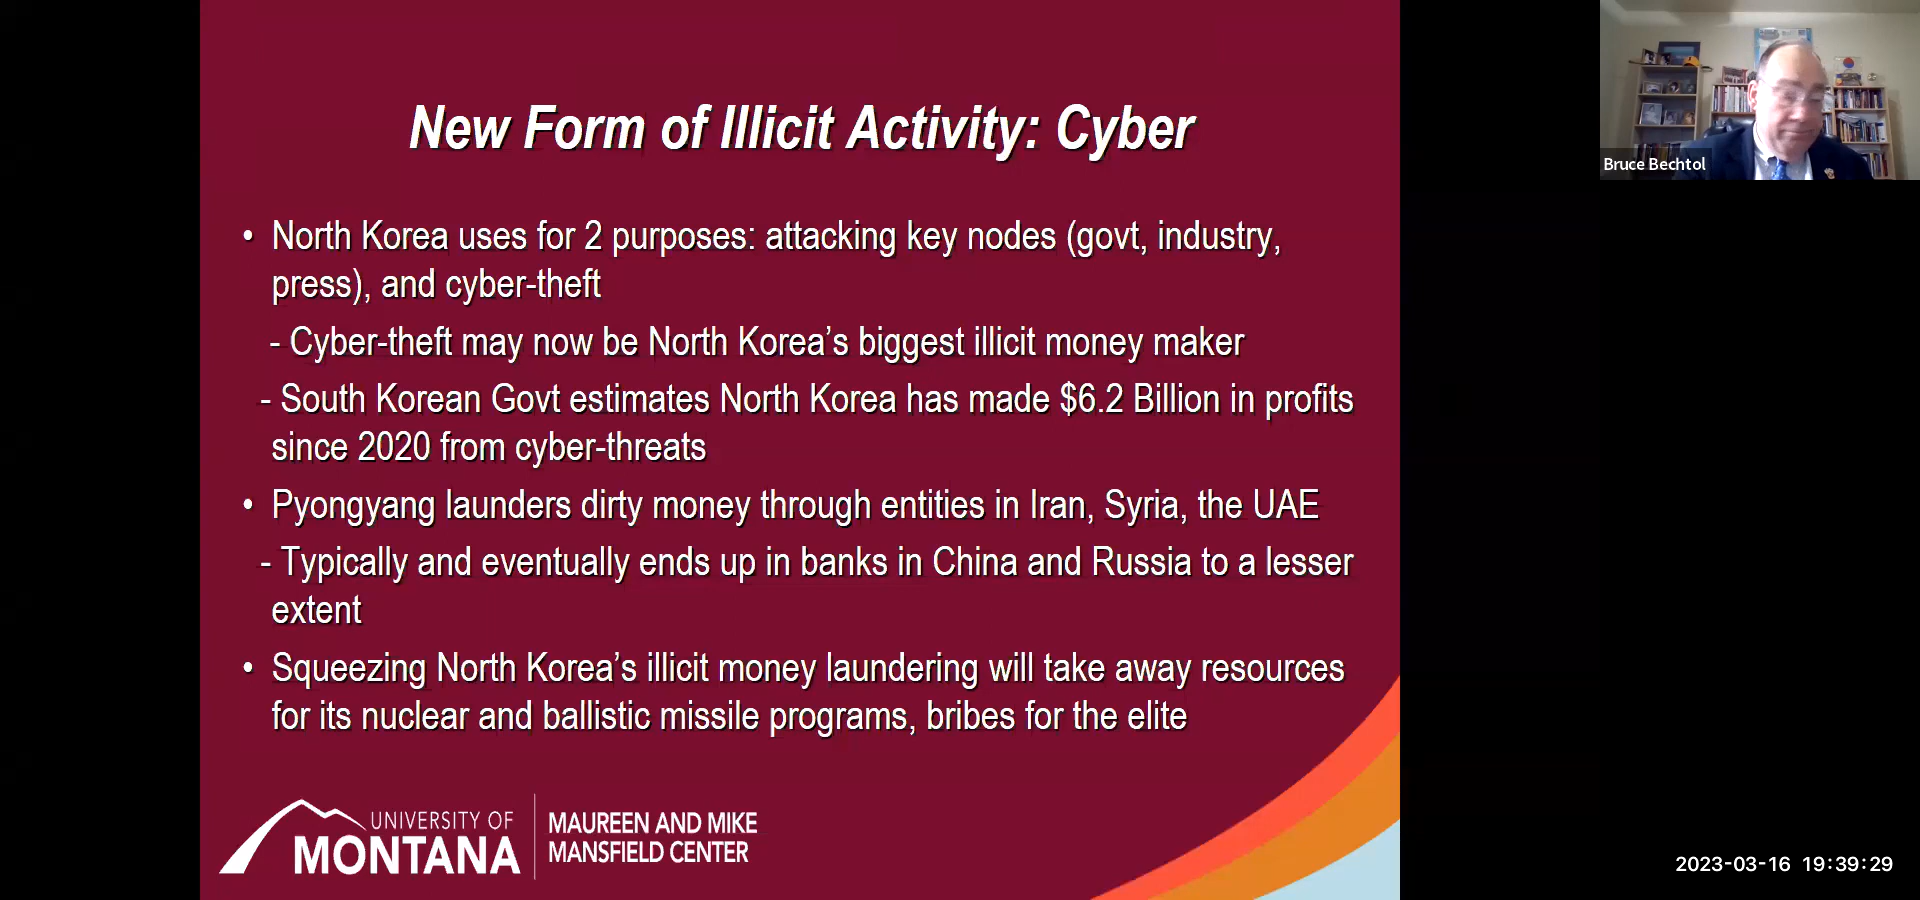 New Form of Illicit Activity: Cyber
• North Korea uses for 2 purposes: attacking key nodes (govt, industry,
press), and cyber-theft
- Cyber-theft may now be North Korea’s biggest illicit money maker
- South Korean Govt estimates North Korea has made $6.2 Billion in profits
since 2020 from cyber-threats
• Pyongyang launders dirty money through entities in Iran, Syria, the UAE
- Typically and eventually ends up in banks in China and Russia to a lesser
extent
• Squeezing North Korea’s illicit money laundering will take away resources
for its nuclear and ballistic missile programs, bribes for the elite
UNIVERSITY OF
MONTANA
MAUREEN AND MIKE
MANSFIELD CENTER
Bruce Bechtol
2023-03-16 19:39:29